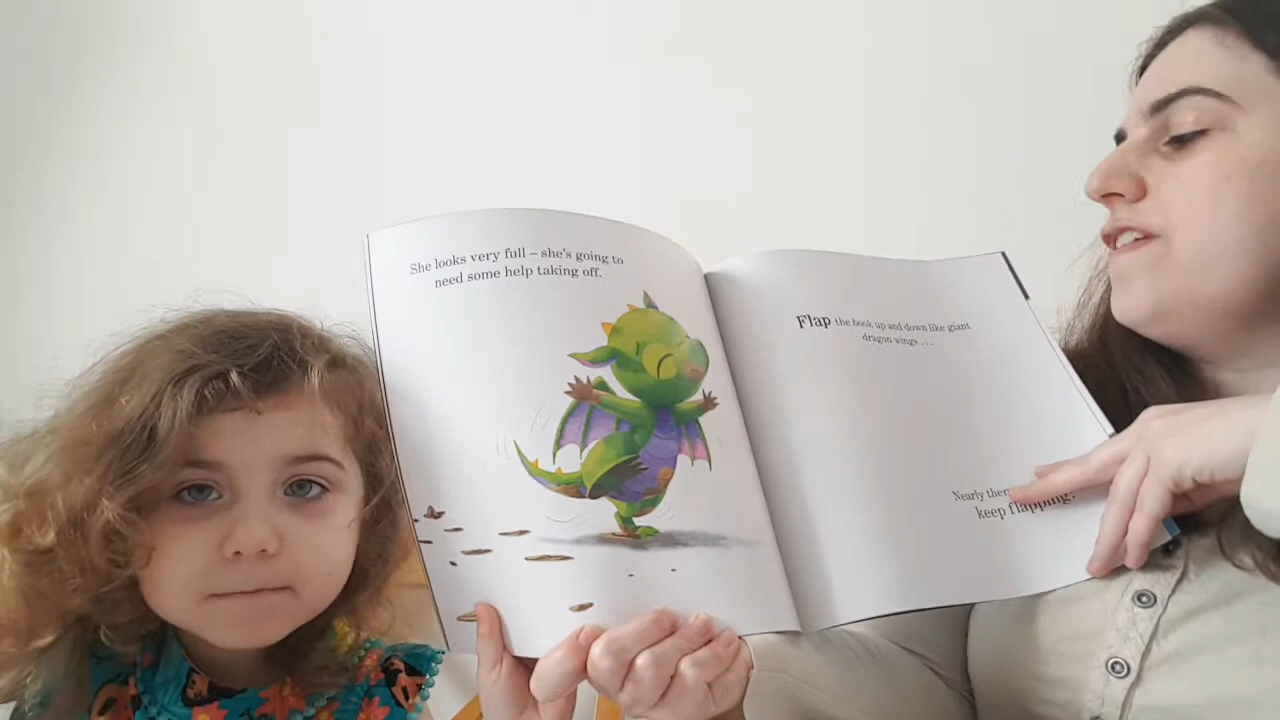 She looks very full – she's going to
need some help taking off.
Flap the book up and down like giant
dragon wings . . .
Nearly
keep flapping!